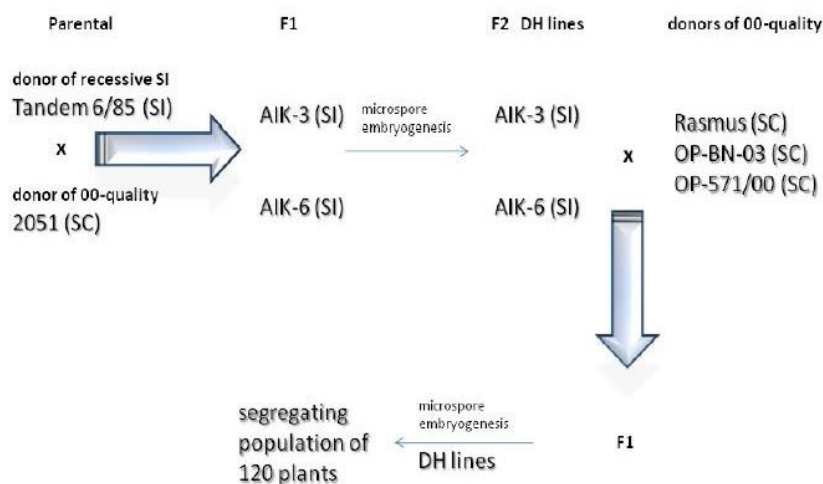 Parental
F1
F2 DH lines
donors of 00-quality
donor of recessive SI
Tandem 6/85 (SI)
x
donor of 00-quality
2051 (SC)
AIK-3 (SI)
AIK-6 (SI)
microspore
embryogenesis
AIK-3 (SI)
AIK-6 (SI)
x
Rasmus (SC)
OP-BN-03 (SC)
OP-571/00 (SC)
F1
microspore
embryogenesis
DH lines
segregating
population of
120 plants